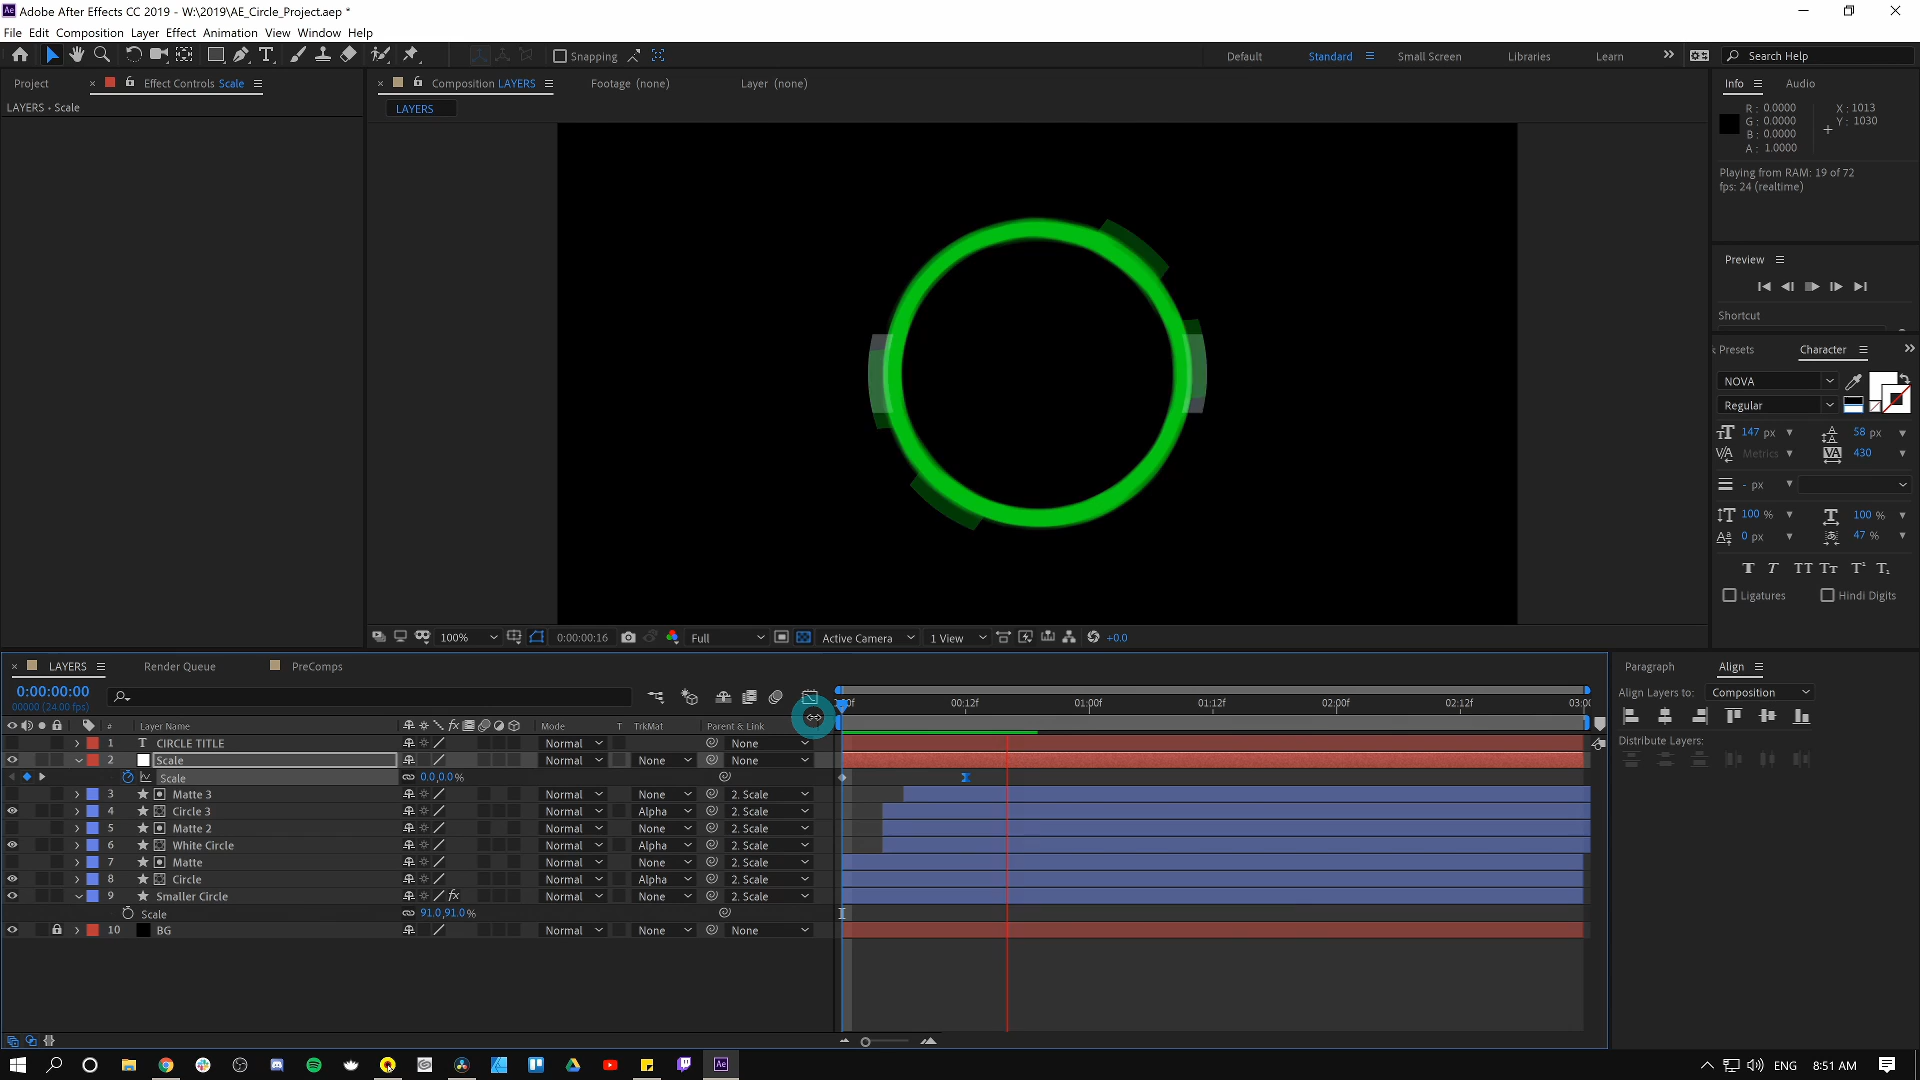 Adobe After Effects CC 2019 - W:\2019\AE_Circle_Project.aep *
File Edit Composition Layer Effect Animation View Window Help
Snapping Default Standard Small Screen Libraries Learn Search Help
Project Effect Controls Scale Composition LAYERS Footage (none) Layer (none) Info Audio
LAYERS • Scale
LAYERS
R: 0.0000 X: 1013
G: 0.0000 Y: 1030
B: 0.0000
A: 1.0000
Playing from RAM: 19 of 72
fps: 24 (realtime)
Preview
Shortcut
Presets Character
NOVA
Regular
147 px 58 px
Metrics 430
- px
100 % 100 %
0 px 47 %
T T TT Tt T¹ T₁
Ligatures Hindi Digits
100% 0:00:00:16 Full Active Camera 1 View +0.0
LAYERS Render Queue PreComps Paragraph Align
0:00:00:00
00000 (24.00 fps)
00:12f 01:00f 01:12f 02:00f 02:12f
Align Layers to: Composition
Distribute Layers:
# Layer Name fx Mode T TrkMat Parent & Link
1 T CIRCLE TITLE Normal None
2 Scale Normal None None
Scale 0.0,0.0%
3 Matte 3 Normal None 2. Scale
4 Circle 3 Normal Alpha 2. Scale
5 Matte 2 Normal None 2. Scale
6 White Circle Normal Alpha 2. Scale
7 Matte Normal None 2. Scale
8 Circle Normal Alpha 2. Scale
9 Smaller Circle fx Normal None 2. Scale
Scale 91.0,91.0%
10 BG Normal None None
Ae ENG 8:51 AM